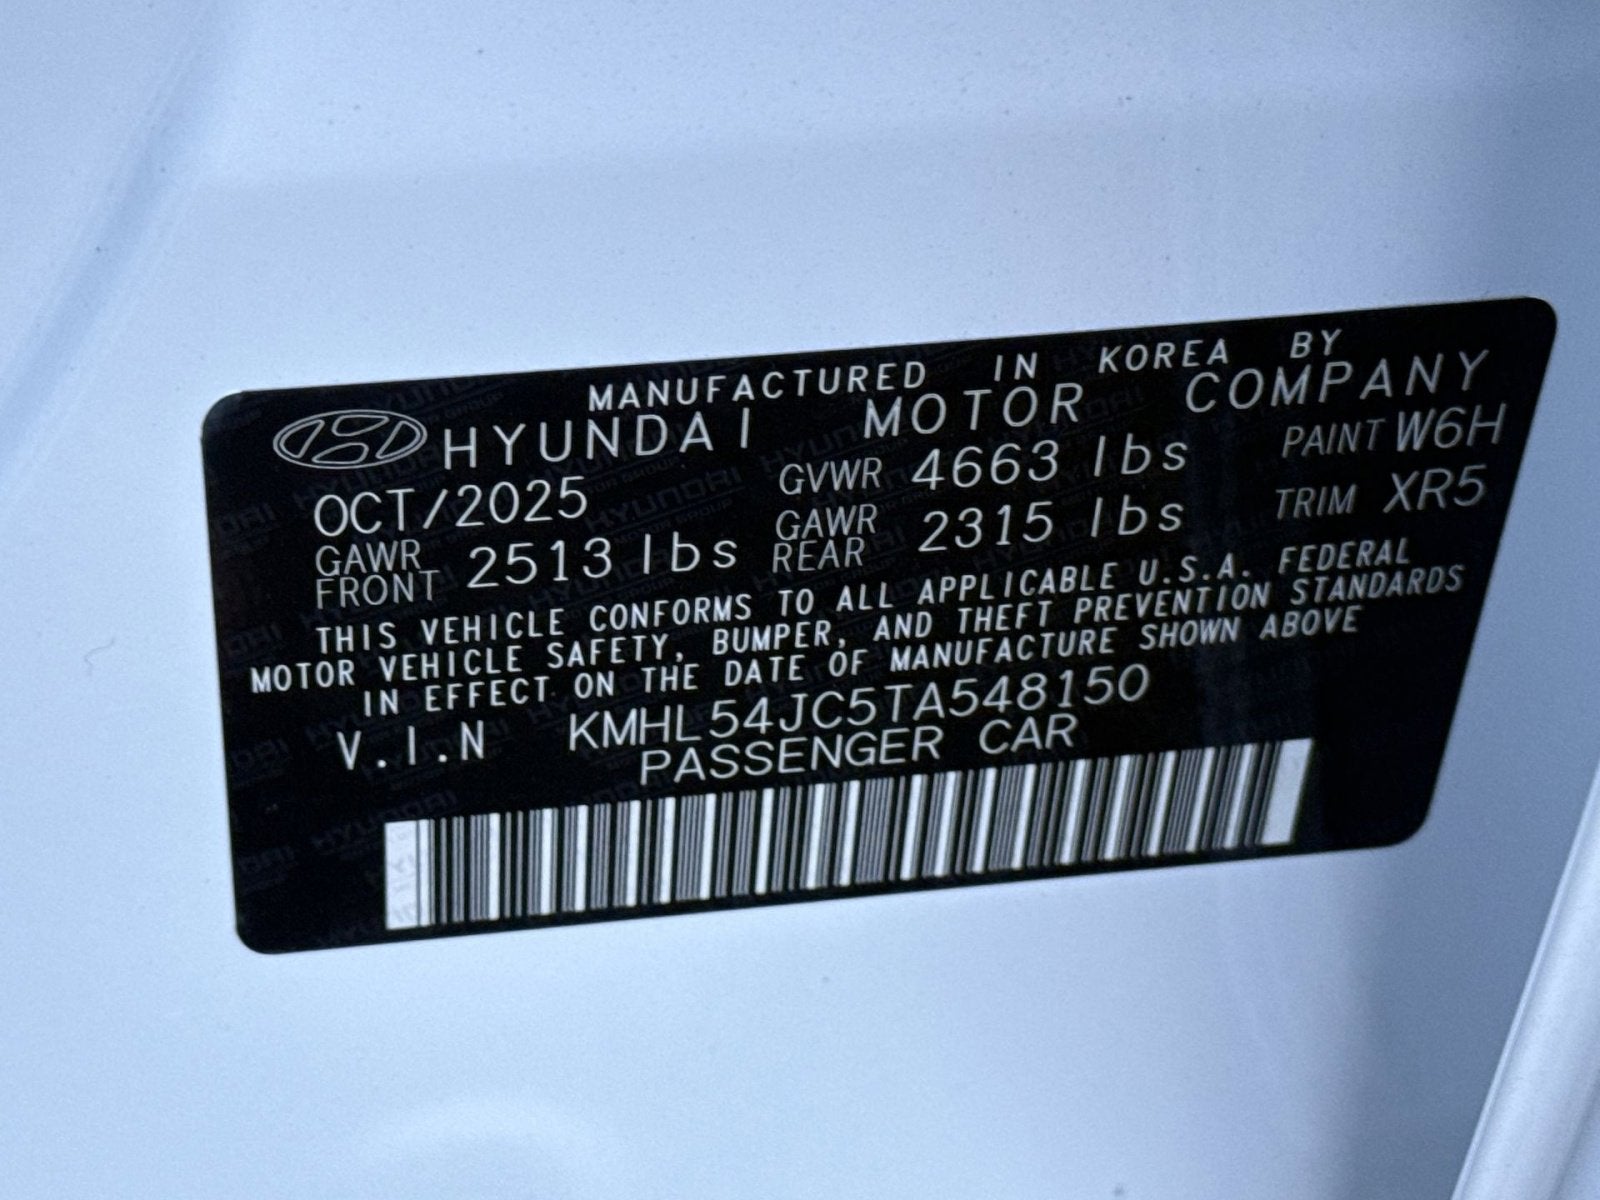 MANUFACTURED IN KOREA BY
HYUNDAI MOTOR COMPANY
OCT/2025 GVWR 4663 lbs PAINT W6H
GAWR FRONT 2513 lbs GAWR REAR 2315 lbs TRIM XR5
THIS VEHICLE CONFORMS TO ALL APPLICABLE U.S.A. FEDERAL
MOTOR VEHICLE SAFETY, BUMPER, AND THEFT PREVENTION STANDARDS
IN EFFECT ON THE DATE OF MANUFACTURE SHOWN ABOVE
V.I.N KMHL54JC5TA548150
PASSENGER CAR